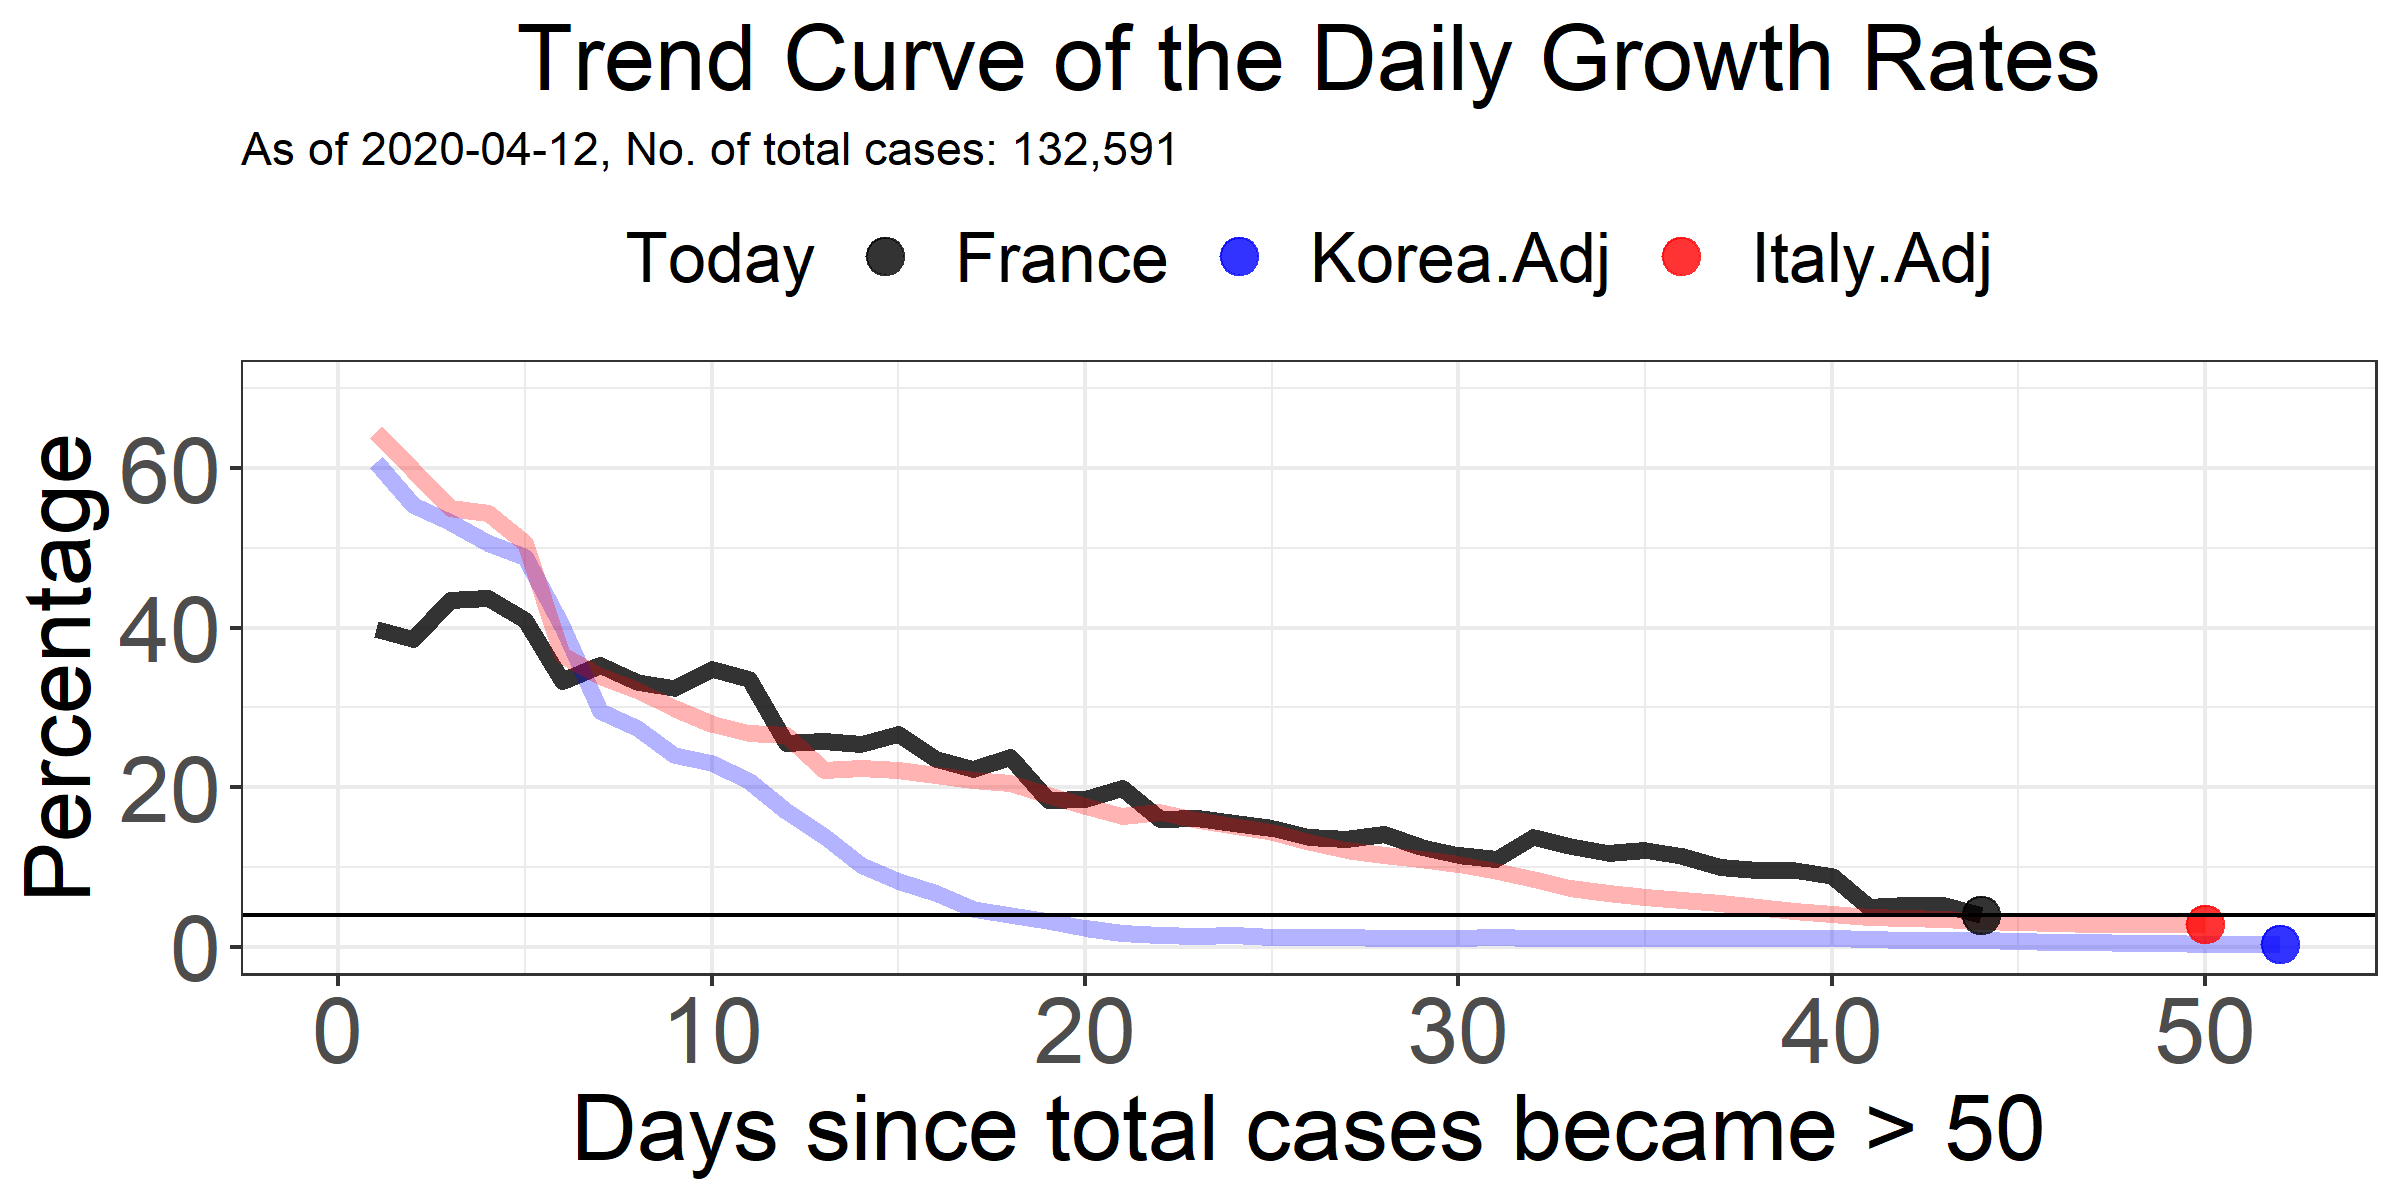 Trend Curve of the Daily Growth Rates
As of 2020-04-12, No. of total cases: 132,591
Today France Korea.Adj Italy.Adj
Percentage
60
40
20
0
0 10 20 30 40 50
Days since total cases became > 50